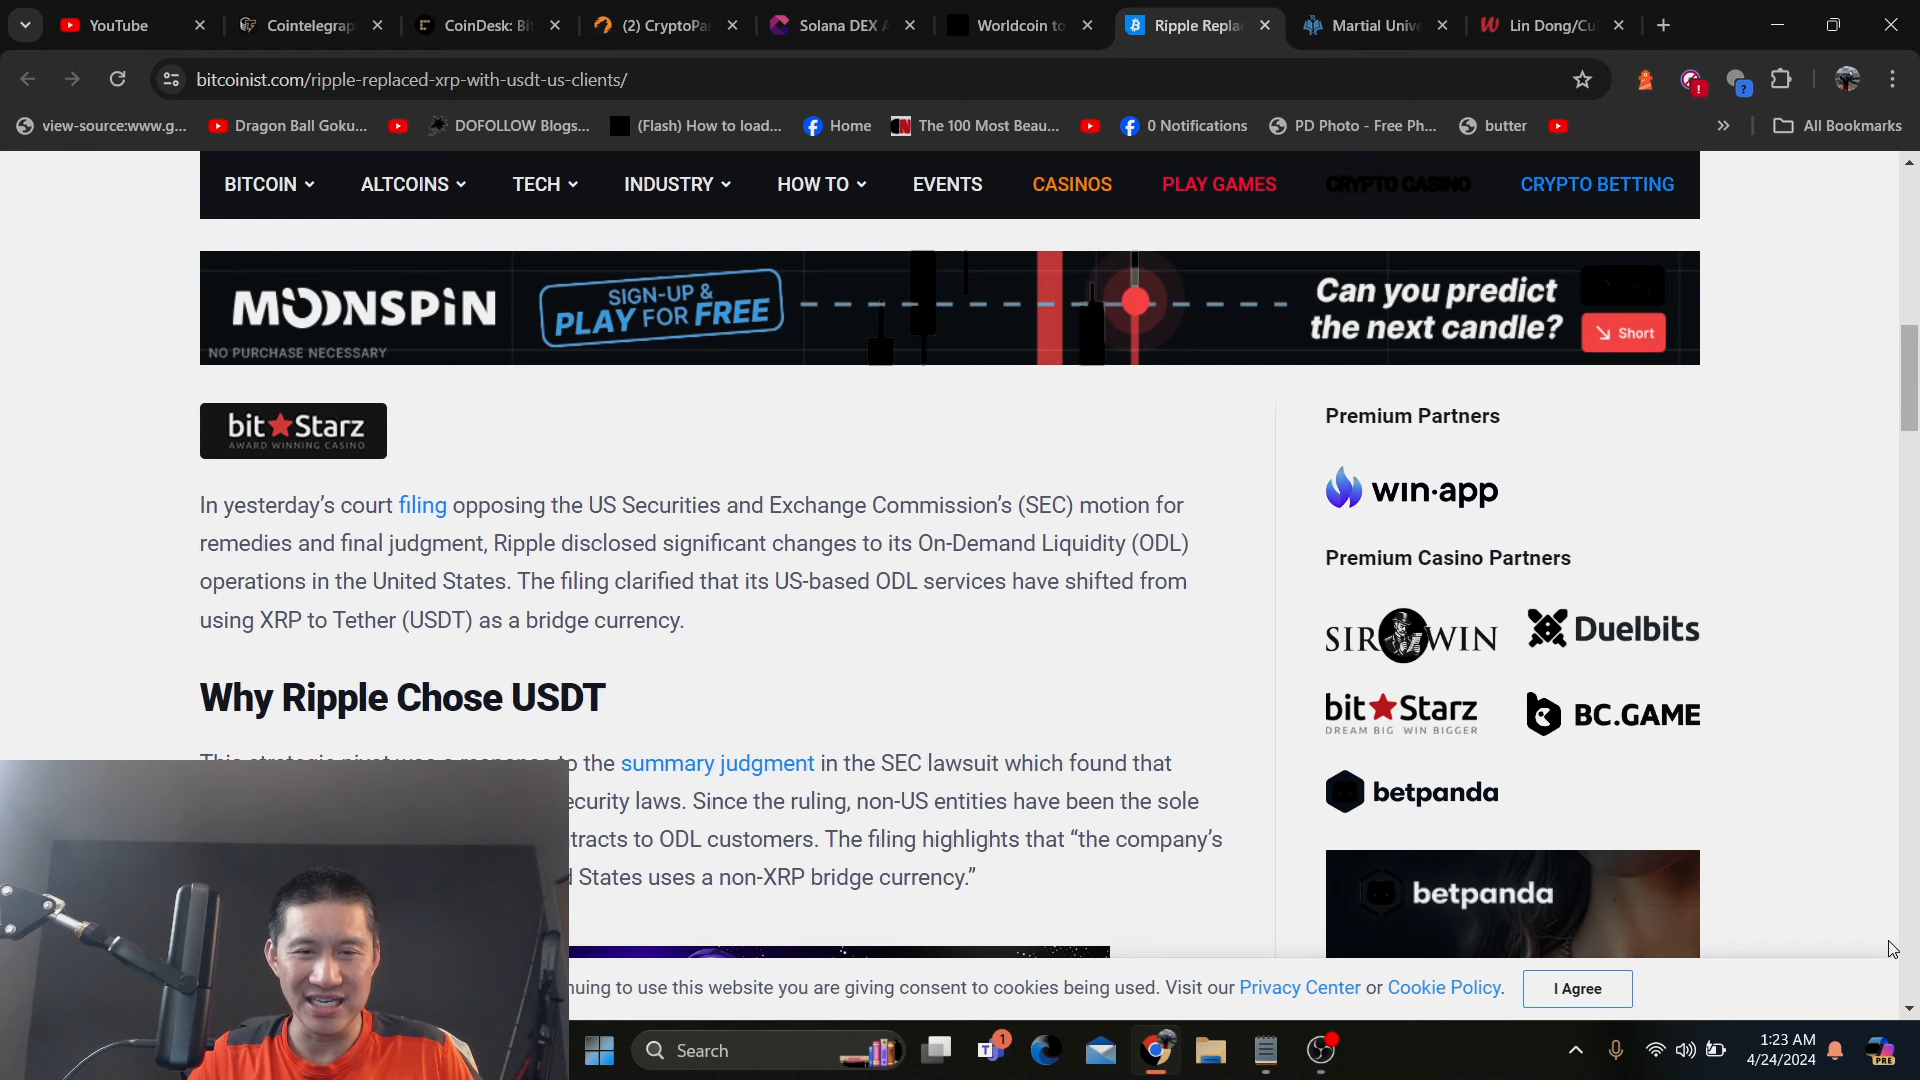 YouTube
Cointelegrap
CoinDesk: Bi
(2) CryptoPa
Solana DEX A
Worldcoin to
Ripple Repla
Martial Univ
Lin Dong/Cu
bitcoinist.com/ripple-replaced-xrp-with-usdt-us-clients/
view-source:www.g...
Dragon Ball Goku...
DOFOLLOW Blogs...
(Flash) How to load...
Home
The 100 Most Beau...
0 Notifications
PD Photo - Free Ph...
butter
All Bookmarks
BITCOIN
ALTCOINS
TECH
INDUSTRY
HOW TO
EVENTS
CASINOS
PLAY GAMES
CRYPTO CASINO
CRYPTO BETTING
MOONSPIN
NO PURCHASE NECESSARY
SIGN-UP &
PLAY FOR FREE
Can you predict
the next candle?
Short
bit Starz
AWARD WINNING CASINO
In yesterday's court filing opposing the US Securities and Exchange Commission's (SEC) motion for
remedies and final judgment, Ripple disclosed significant changes to its On-Demand Liquidity (ODL)
operations in the United States. The filing clarified that its US-based ODL services have shifted from
using XRP to Tether (USDT) as a bridge currency.
Why Ripple Chose USDT
the summary judgment in the SEC lawsuit which found that
ecurity laws. Since the ruling, non-US entities have been the sole
tracts to ODL customers. The filing highlights that “the company's
States uses a non-XRP bridge currency.”
Premium Partners
win·app
Premium Casino Partners
SIR WIN
Duelbits
bit Starz
DREAM BIG WIN BIGGER
BC.GAME
betpanda
betpanda
nuing to use this website you are giving consent to cookies being used. Visit our Privacy Center or Cookie Policy.
I Agree
Search
1
PRE
1:23 AM
4/24/2024